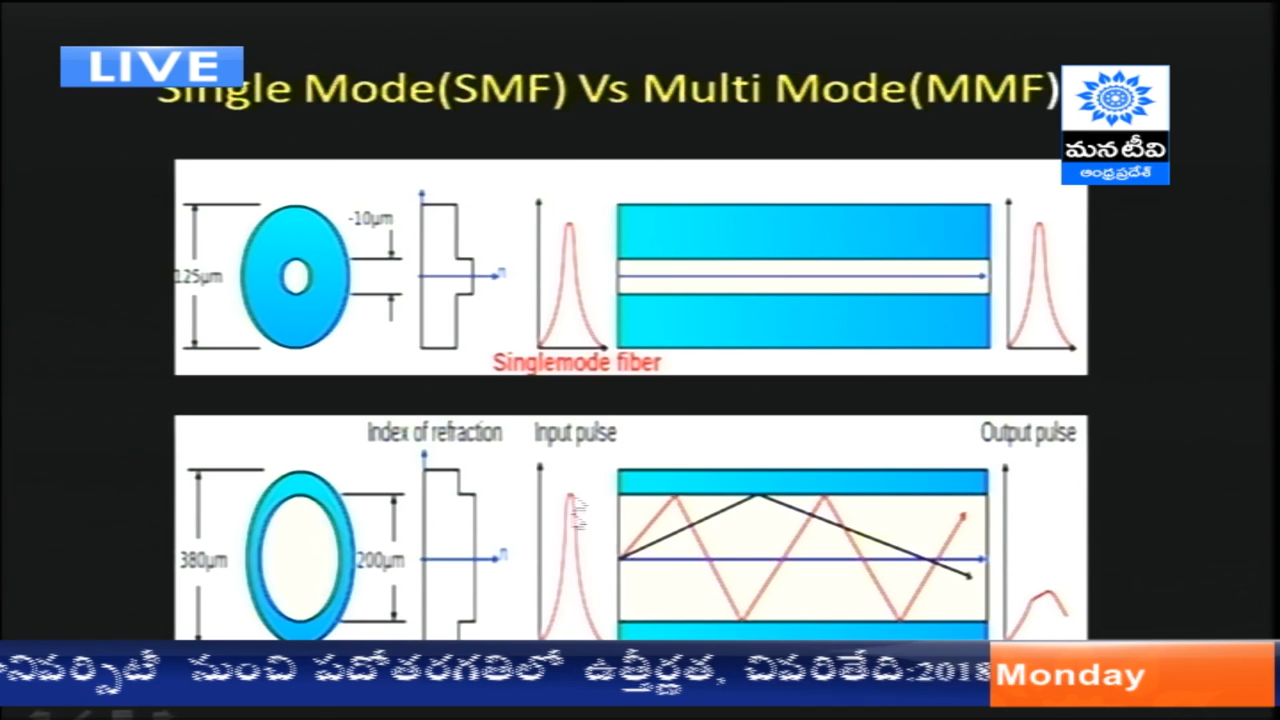 LIVE
Single Mode(SMF) Vs Multi Mode(MMF)
మన టీవి
ఆంధ్రప్రదేశ్
-10µm
125µm
n
Singlemode fiber
Index of refraction
Input pulse
Output pulse
380µm
200µm
n
నుంచి పదోతరగతిలో ఉత్తీర్ణత, చివరితేది:2018
Monday